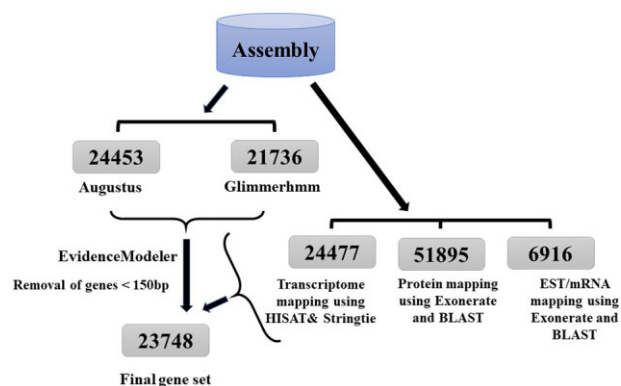 Assembly
24453
21736
Augustus
Glimmerhmm
EvidenceModeler
Removal of genes < 150bp
24477
51895
6916
Transcriptome
mapping using
HISAT& Stringtie
Protein mapping
using Exonerate
and BLAST
EST/mRNA
mapping using
Exonerate and
BLAST
23748
Final gene set